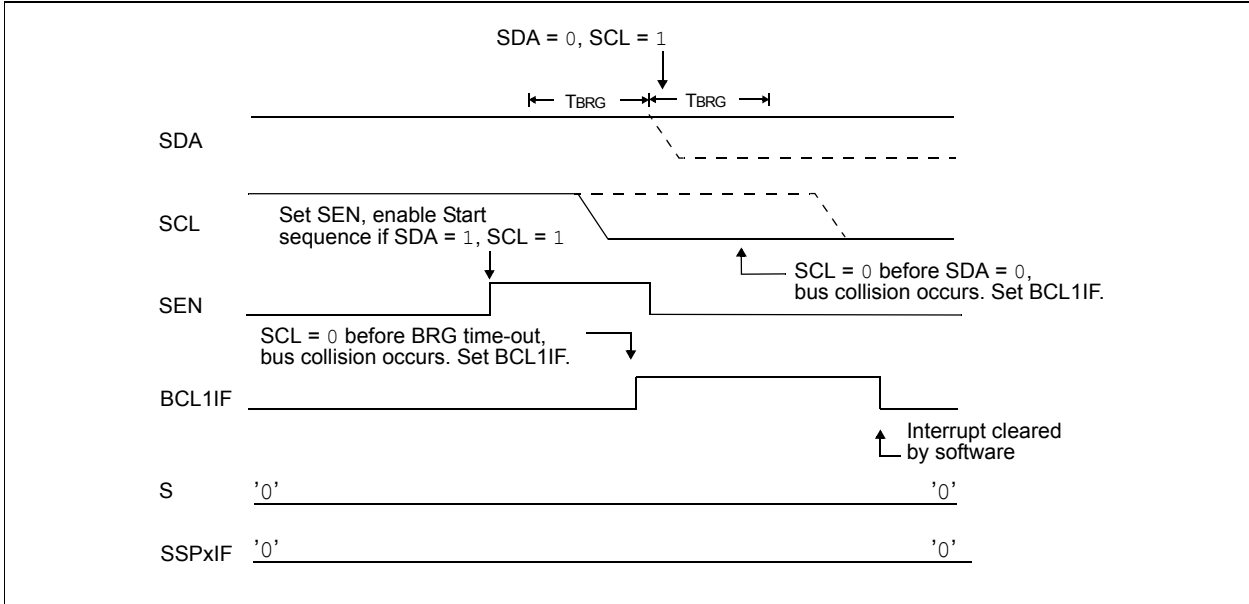 SDA = 0, SCL = 1
TBRG TBRG
SDA
SCL
Set SEN, enable Start
sequence if SDA = 1, SCL = 1
SCL = 0 before SDA = 0,
bus collision occurs. Set BCL1IF.
SEN
SCL = 0 before BRG time-out,
bus collision occurs. Set BCL1IF.
BCL1IF
Interrupt cleared
by software
S '0' '0'
SSPxIF '0' '0'